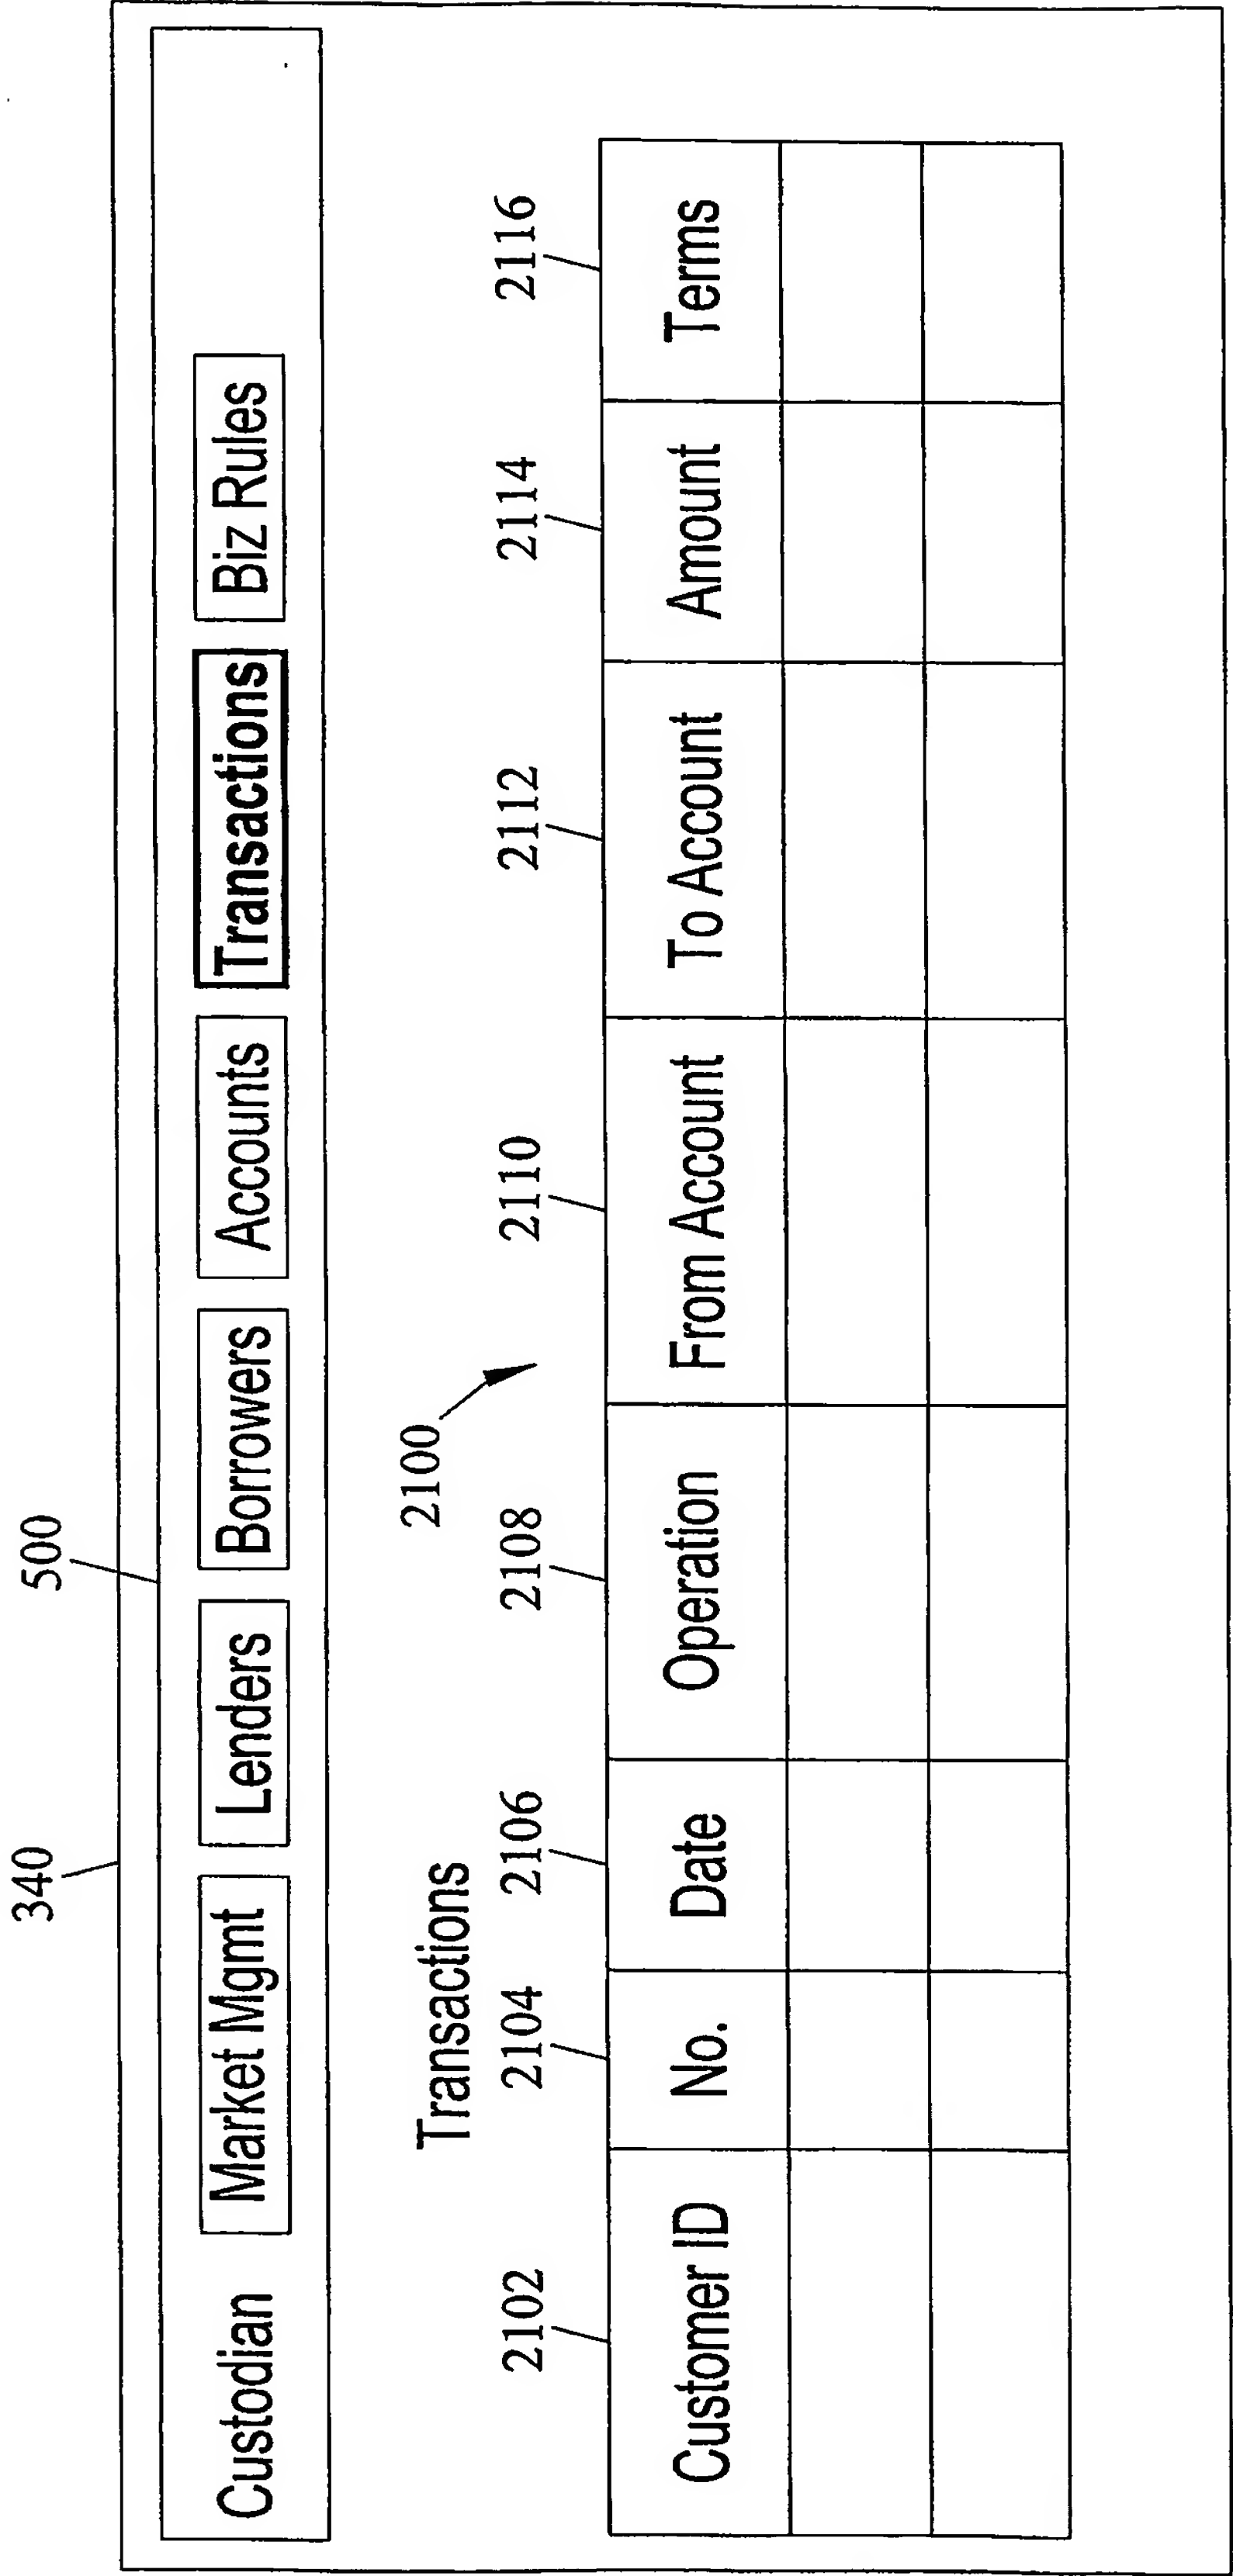 340 500
Custodian Market Mgmt Lenders Borrowers Accounts Transactions Biz Rules
2100
Transactions
2102 2104 2106 2108 2110 2112 2114 2116
Customer ID No. Date Operation From Account To Account Amount Terms